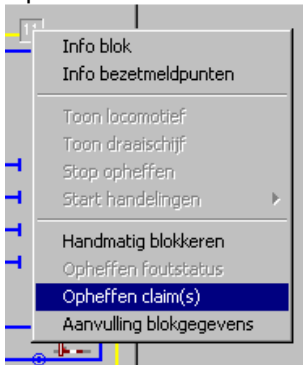 11
Info blok
Info bezetmeldpunten
Toon locomotief
Toon draaischijf
Stop opheffen
Start handelingen
Handmatig blokkeren
Opheffen foutstatus
Opheffen claim(s)
Aanvulling blokgegevens